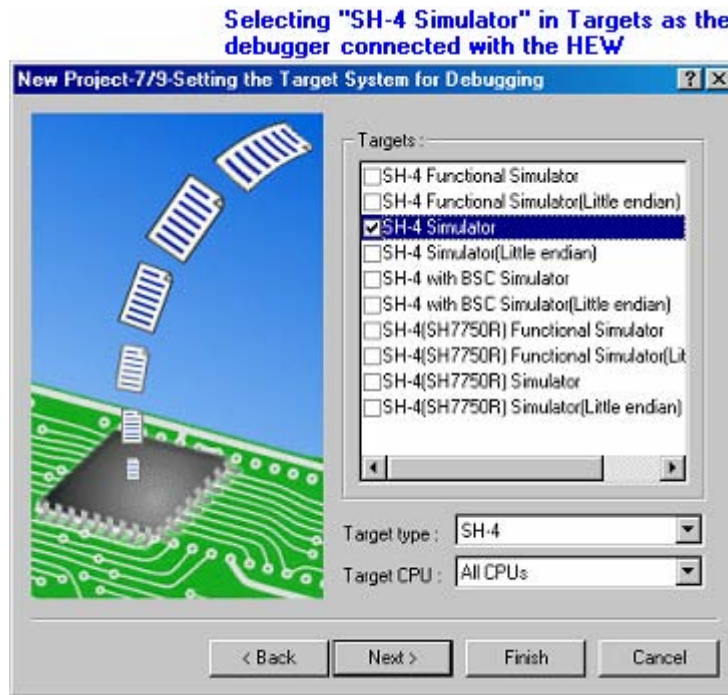 Selecting "SH-4 Simulator" in Targets as the
debugger connected with the HEW
New Project-7/9-Setting the Target System for Debugging
Targets :
SH-4 Functional Simulator
SH-4 Functional Simulator(Little endian)
SH-4 Simulator
SH-4 Simulator(Little endian)
SH-4 with BSC Simulator
SH-4 with BSC Simulator(Little endian)
SH-4(SH7750R) Functional Simulator
SH-4(SH7750R) Functional Simulator(Lit
SH-4(SH7750R) Simulator
SH-4(SH7750R) Simulator(Little endian)
Target type : SH-4
Target CPU : All CPUs
< Back Next > Finish Cancel